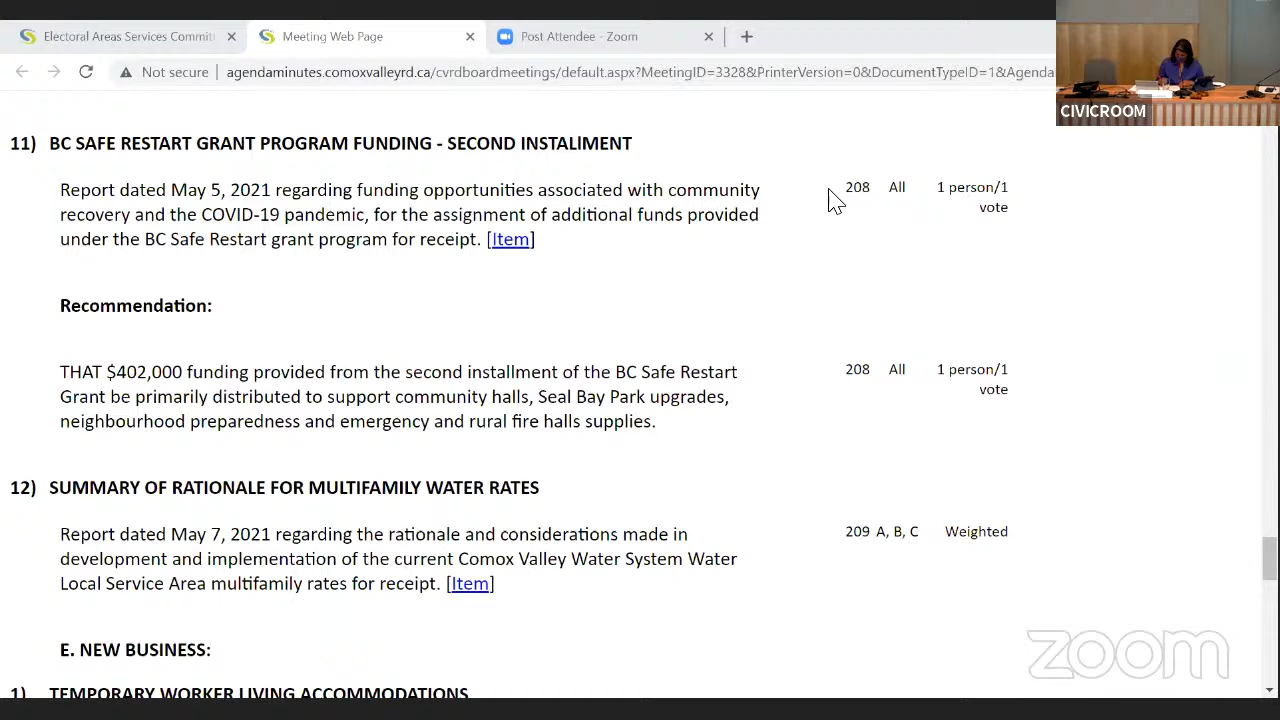 Electoral Areas Services Committ
Meeting Web Page
Post Attendee - Zoom
Not secure
agendaminutes.comoxvalleyrd.ca/cvrdboardmeetings/default.aspx?MeetingID=3328&PrinterVersion=0&DocumentTypeID=1&Agenda
CIVICROOM
11) BC SAFE RESTART GRANT PROGRAM FUNDING - SECOND INSTALlMENT
Report dated May 5, 2021 regarding funding opportunities associated with community 208 All 1 person/1
recovery and the COVID-19 pandemic, for the assignment of additional funds provided vote
under the BC Safe Restart grant program for receipt. [Item]
Recommendation:
THAT $402,000 funding provided from the second installment of the BC Safe Restart 208 All 1 person/1
Grant be primarily distributed to support community halls, Seal Bay Park upgrades, vote
neighbourhood preparedness and emergency and rural fire halls supplies.
12) SUMMARY OF RATIONALE FOR MULTIFAMILY WATER RATES
Report dated May 7, 2021 regarding the rationale and considerations made in 209 A, B, C Weighted
development and implementation of the current Comox Valley Water System Water
Local Service Area multifamily rates for receipt. [Item]
E. NEW BUSINESS:
1) TEMPORARY WORKER LIVING ACCOMMODATIONS
zoom